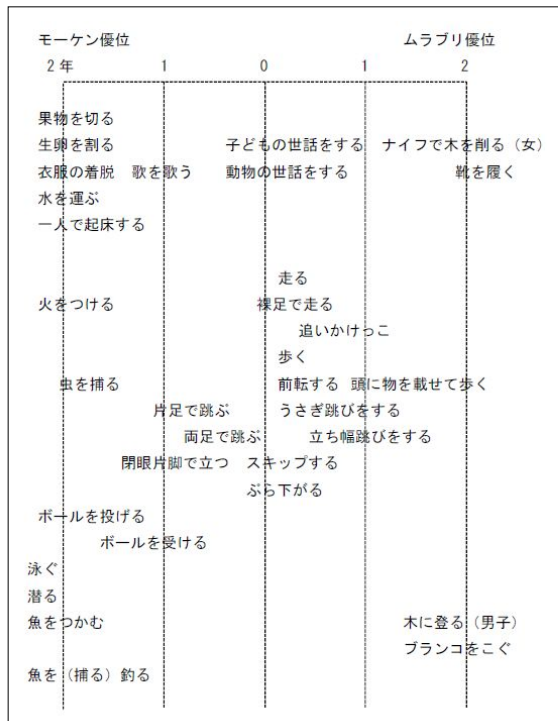 モーケン優位 ムラブリ優位
2年 1 0 1 2
果物を切る
生卵を割る 子どもの世話をする ナイフで木を削る（女）
衣服の着脱 歌を歌う 動物の世話をする 靴を履く
水を運ぶ
一人で起床する
走る
火をつける 裸足で走る
追いかけっこ
歩く
虫を捕る 前転する 頭に物を載せて歩く
片足で跳ぶ うさぎ跳びをする
両足で跳ぶ 立ち幅跳びをする
閉眼片脚で立つ スキップする
ぶら下がる
ボールを投げる
ボールを受ける
泳ぐ
潜る
魚をつかむ 木に登る（男子）
ブランコをこぐ
魚を（捕る）釣る